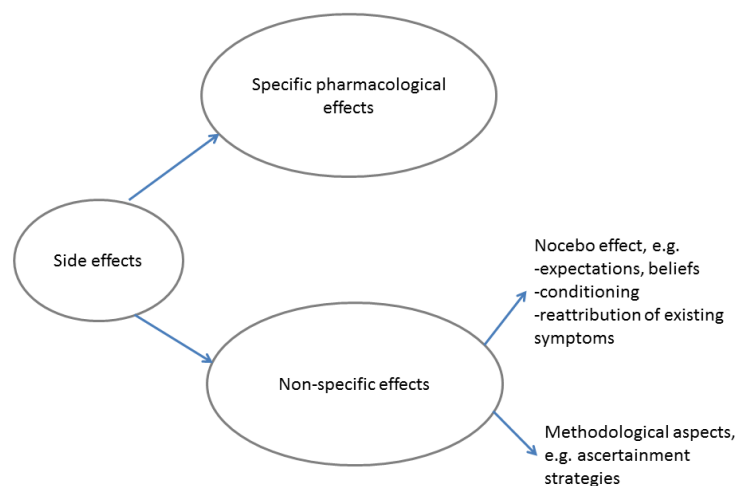 Specific pharmacological
effects
Side effects
Nocebo effect, e.g.
-expectations, beliefs
-conditioning
-reattribution of existing
symptoms
Non-specific effects
Methodological aspects,
e.g. ascertainment
strategies